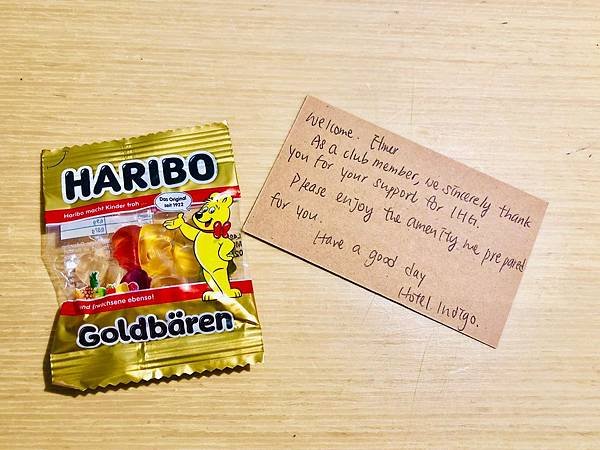 HARIBO
Haribo macht Kinder froh ...
Das Original
seit 1922
und Erwachsene ebenso!
Goldbären
Welcome. Elmer
As a club member, we sincerely thank
you for your support for IHG.
Please enjoy the amenity we prepared
for you.
Have a good day
Hotel Indigo.